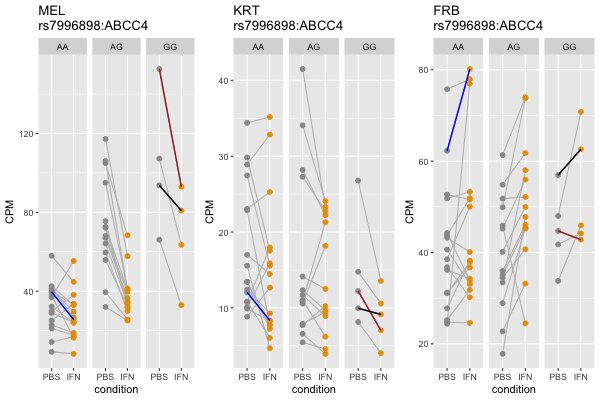 MEL
rs7996898:ABCC4
AA AG GG
CPM
120
80
40
PBS IFN PBS IFN PBS IFN
condition
KRT
rs7996898:ABCC4
AA AG GG
CPM
40
30
20
10
PBS IFN PBS IFN PBS IFN
condition
FRB
rs7996898:ABCC4
AA AG GG
CPM
80
60
40
20
PBS IFN PBS IFN PBS IFN
condition